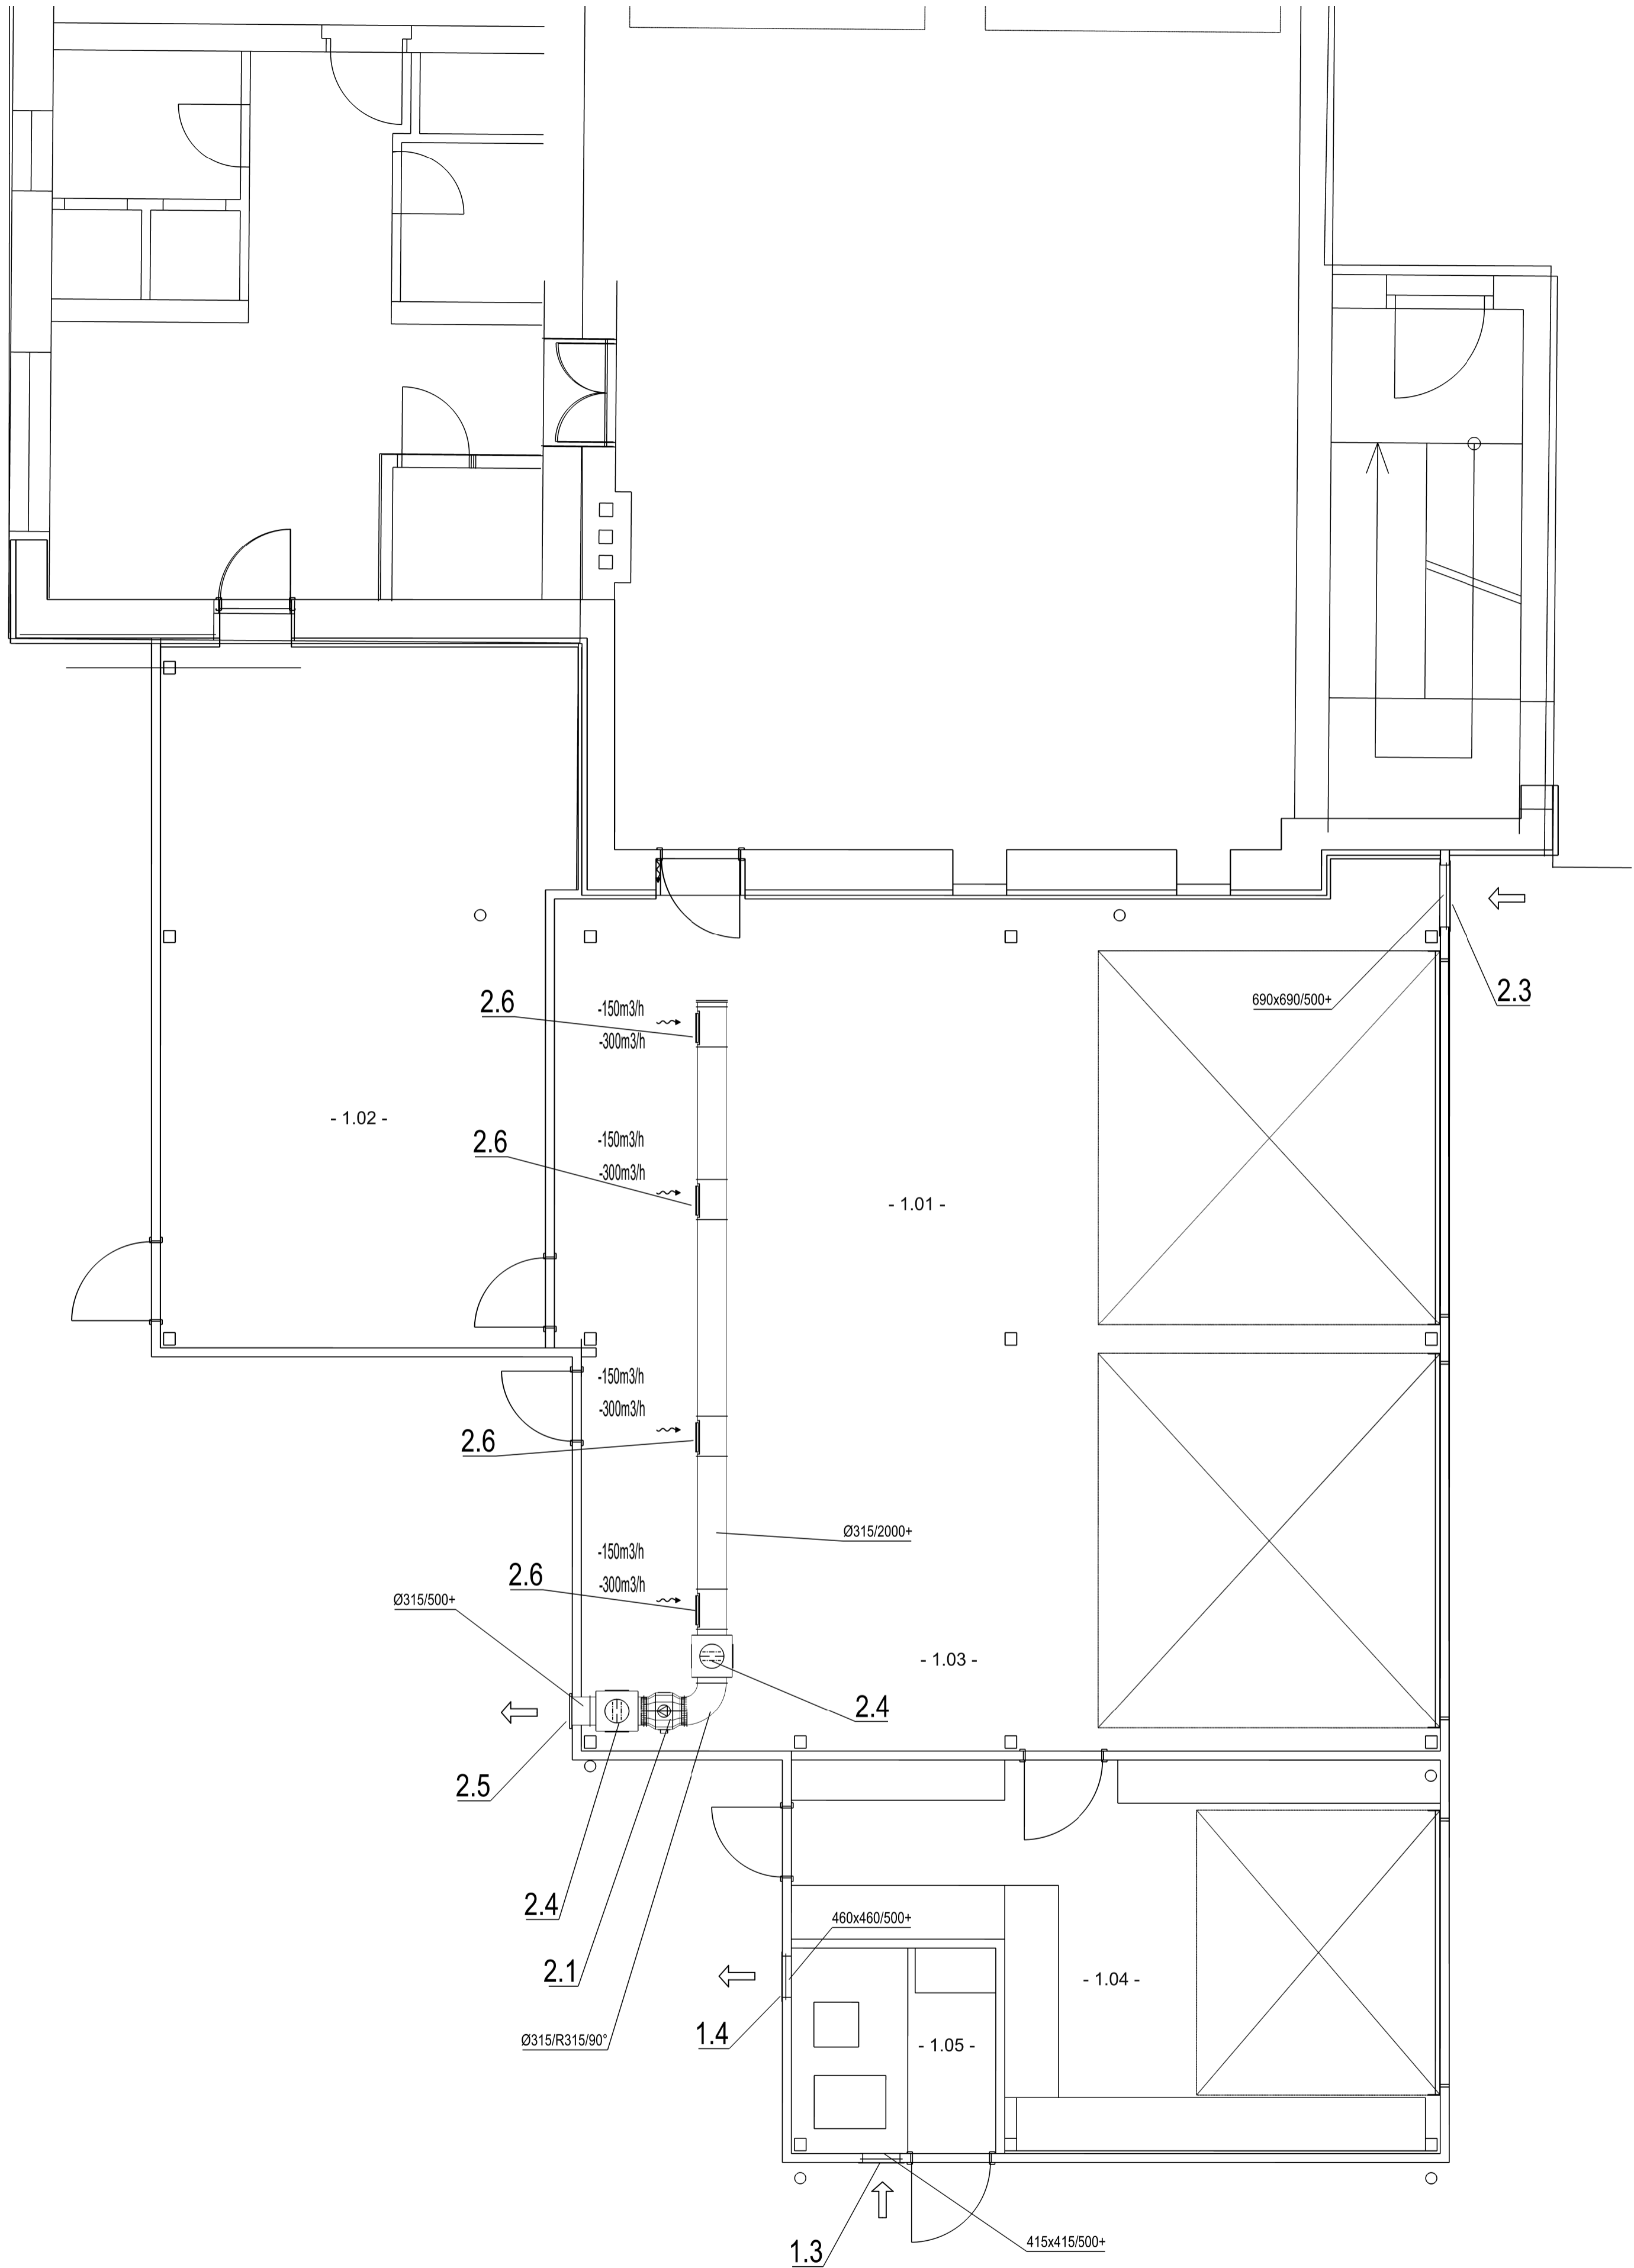 2.6
-150m3/h
-300m3/h
690x690/500+
2.3
- 1.02 -
2.6
-150m3/h
-300m3/h
- 1.01 -
-150m3/h
-300m3/h
2.6
Ø315/2000+
-150m3/h
-300m3/h
2.6
Ø315/500+
- 1.03 -
2.4
2.5
2.4
460x460/500+
2.1
- 1.04 -
1.4
Ø315/R315/90°
- 1.05 -
1.3
415x415/500+